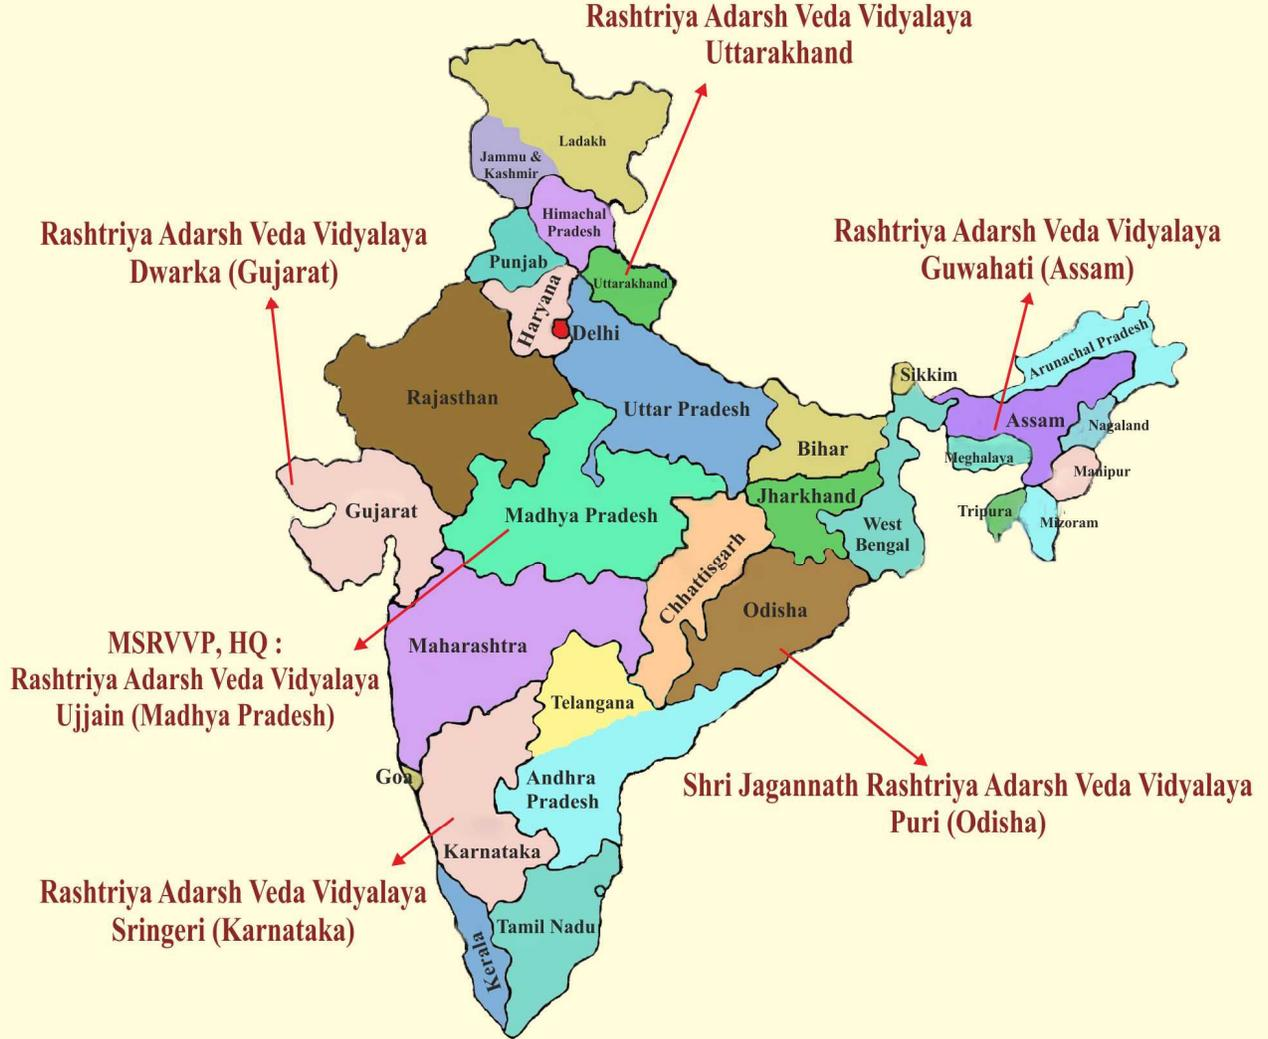 Rashtriya Adarsh Veda Vidyalaya
Uttarakhand
Ladakh
Jammu &
Kashmir
Himachal
Pradesh
Rashtriya Adarsh Veda Vidyalaya
Dwarka (Gujarat)
Rashtriya Adarsh Veda Vidyalaya
Guwahati (Assam)
Punjab
Uttarakhand
Haryana
Delhi
Arunachal Pradesh
Sikkim
Rajasthan
Uttar Pradesh
Assam
Nagaland
Bihar
Meghalaya
Manipur
Jharkhand
Gujarat
Madhya Pradesh
Tripura
Mizoram
West
Bengal
Chhattisgarh
Odisha
MSRVVP, HQ :
Rashtriya Adarsh Veda Vidyalaya
Ujjain (Madhya Pradesh)
Maharashtra
Telangana
Goa
Andhra
Pradesh
Shri Jagannath Rashtriya Adarsh Veda Vidyalaya
Puri (Odisha)
Karnataka
Rashtriya Adarsh Veda Vidyalaya
Sringeri (Karnataka)
Tamil Nadu
Kerala